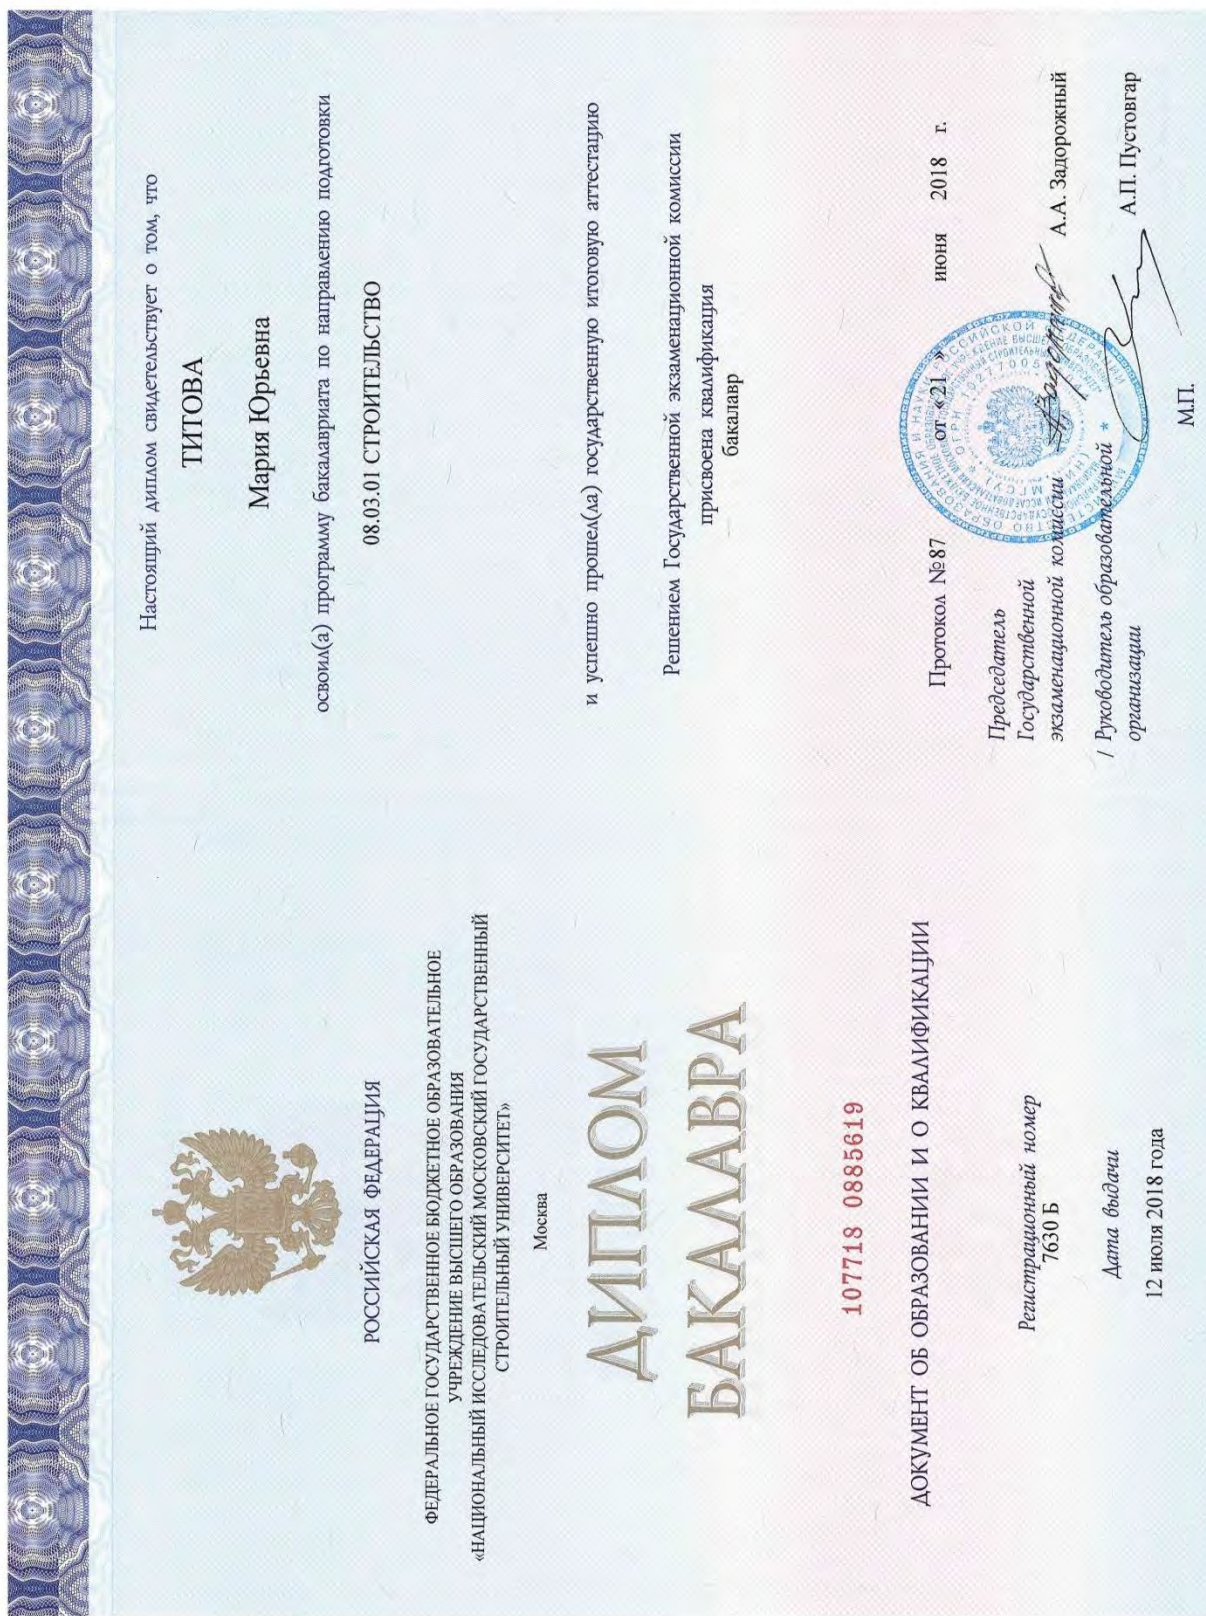 РОССИЙСКАЯ ФЕДЕРАЦИЯ
ФЕДЕРАЛЬНОЕ ГОСУДАРСТВЕННОЕ БЮДЖЕТНОЕ ОБРАЗОВАТЕЛЬНОЕ
УЧРЕЖДЕНИЕ ВЫСШЕГО ОБРАЗОВАНИЯ
«НАЦИОНАЛЬНЫЙ ИССЛЕДОВАТЕЛЬСКИЙ МОСКОВСКИЙ ГОСУДАРСТВЕННЫЙ
СТРОИТЕЛЬНЫЙ УНИВЕРСИТЕТ»
Москва
ДИПЛОМ
БАКАЛАВРА
107718 0885619
ДОКУМЕНТ ОБ ОБРАЗОВАНИИ И О КВАЛИФИКАЦИИ
Регистрационный номер
7630 Б
Дата выдачи
12 июля 2018 года
Настоящий диплом свидетельствует о том, что
ТИТОВА
Мария Юрьевна
освоил(а) программу бакалавриата по направлению подготовки
08.03.01 СТРОИТЕЛЬСТВО
и успешно прошел(ла) государственную итоговую аттестацию
Решением Государственной экзаменационной комиссии
присвоена квалификация
бакалавр
Протокол №87 от «21» июня 2018 г.
Председатель
Государственной
экзаменационной комиссии А.А. Задорожный
/ Руководитель образовательной
организации А.П. Пустовгар
М.П.